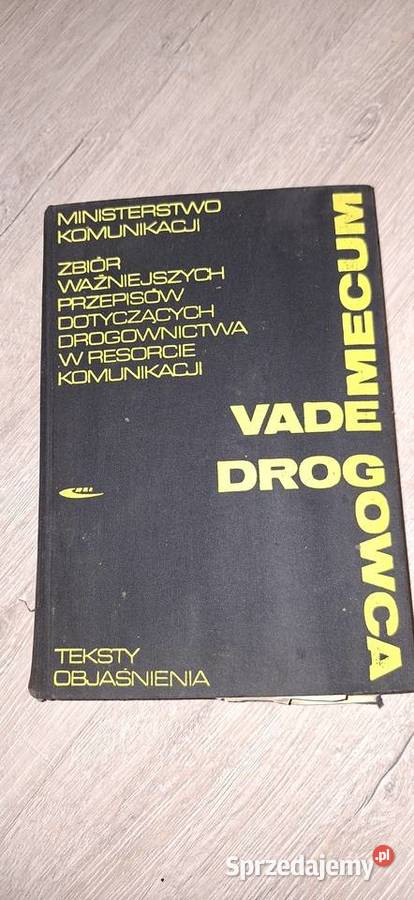 MINISTERSTWO
KOMUNIKACJI
ZBIÓR
WAŻNIEJSZYCH
PRZEPISÓW
DOTYCZĄCYCH
DROGOWNICTWA
W RESORCIE
KOMUNIKACJI
VADEMECUM
DROGOWCA
TEKSTY
OBJAŚNIENIA
Sprzedajemy.pl